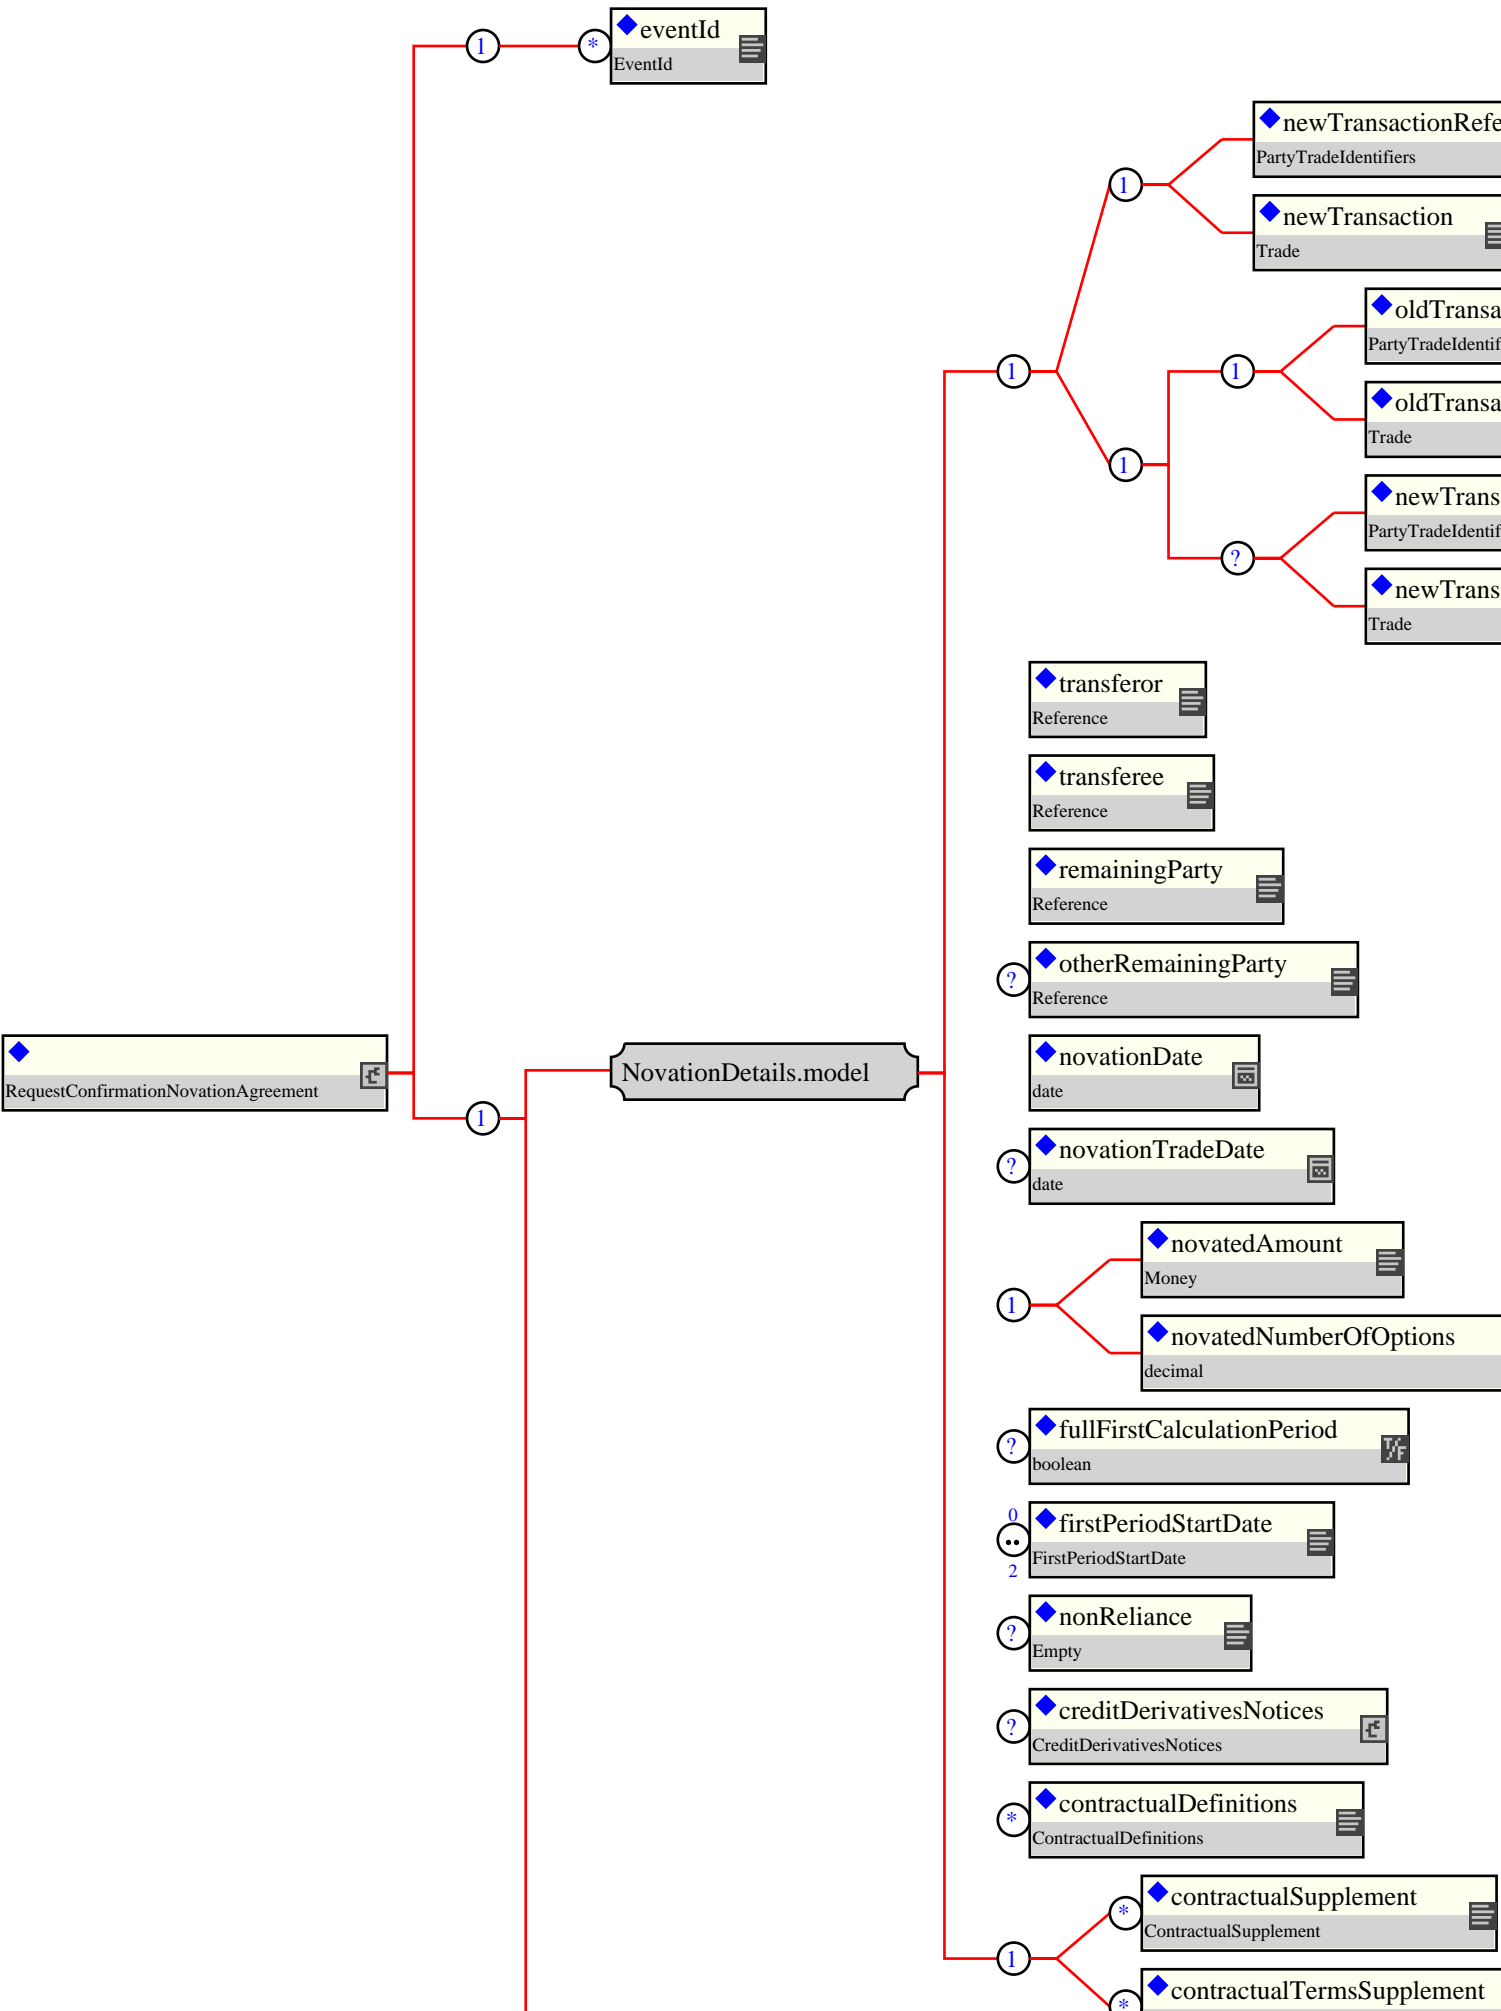 1
*
eventId
EventId
newTransactionRefe
PartyTradeIdentifiers
1
newTransaction
Trade
oldTransa
PartyTradeIdentif
1
1
oldTransa
Trade
1
newTrans
PartyTradeIdentif
?
newTrans
Trade
transferor
Reference
transferee
Reference
remainingParty
Reference
?
otherRemainingParty
Reference
RequestConfirmationNovationAgreement
1
NovationDetails.model
novationDate
date
?
novationTradeDate
date
1
novatedAmount
Money
novatedNumberOfOptions
decimal
?
fullFirstCalculationPeriod
boolean
T/F
0
..
2
firstPeriodStartDate
FirstPeriodStartDate
?
nonReliance
Empty
?
creditDerivativesNotices
CreditDerivativesNotices
*
contractualDefinitions
ContractualDefinitions
1
*
contractualSupplement
ContractualSupplement
*
contractualTermsSupplement